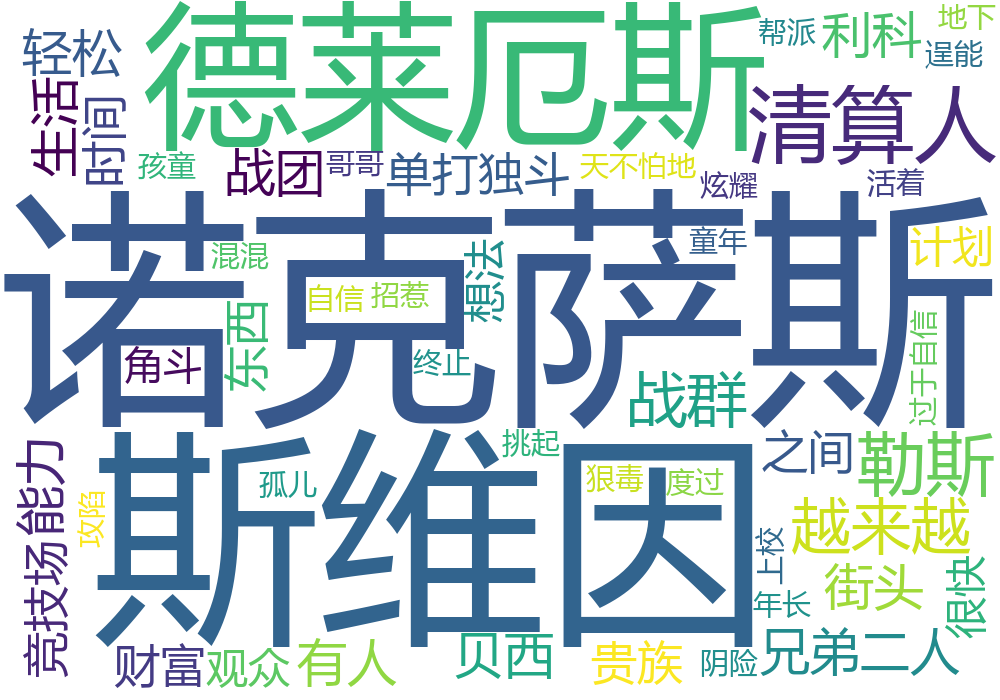 轻松
德莱厄斯
帮派
利科
地下
逞能
生活
时间
清算人
孩童
战团
哥哥
单打独斗
天不怕地
炫耀
活着
诺克萨斯
混混
童年
计划
想法
自信
招惹
东西
过于自信
角斗
终止
战群
斯维因
挑起
之间
勒斯
能力
孤儿
狠毒
度过
攻陷
越来越
上校
竞技场
街头
很快
年长
财富
观众
有人
贝西
贵族
阴险
兄弟二人